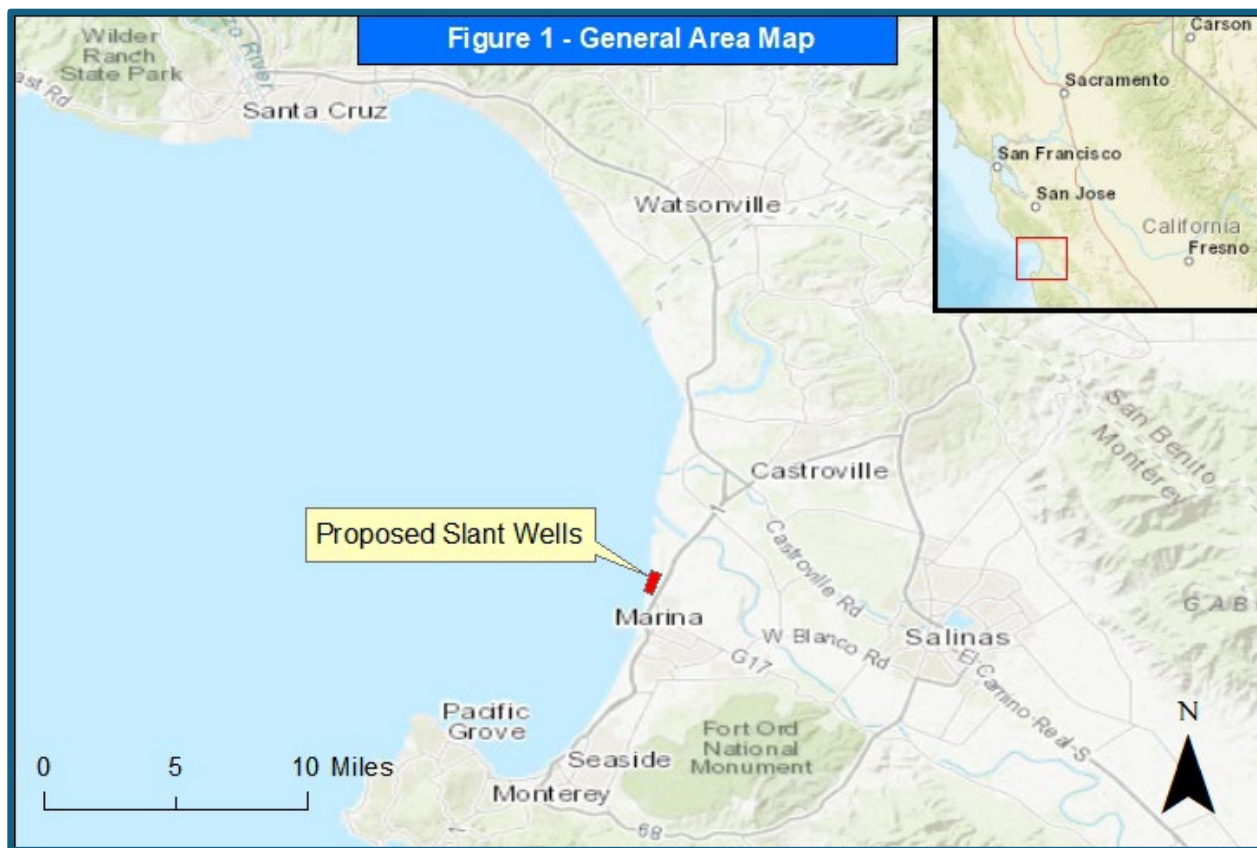 Figure 1 - General Area Map
Wilder
Ranch
State Park
River
Santa Cruz
Watsonville
Carson
Sacramento
San Francisco
San Jose
California
Fresno
Castroville
San Benito
Monterey
Proposed Slant Wells
Castroville Rd
Marina
W Blanco Rd
Salinas
G17
El Camino Real S
GAB
Pacific
Grove
Fort Ord
National
Monument
Seaside
Monterey
68
0 5 10 Miles
N